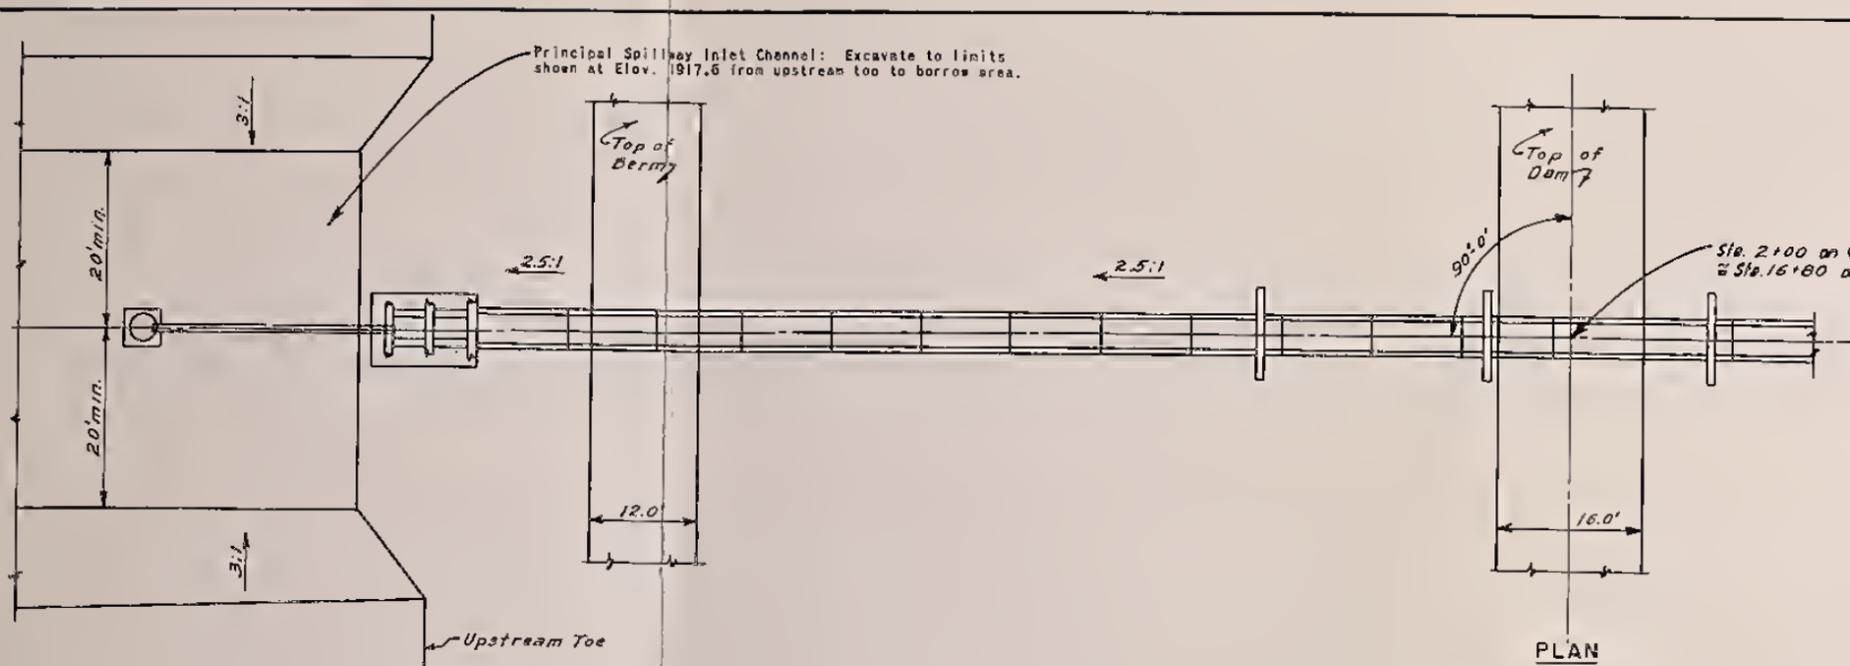 Principal Spillway Inlet Channel: Excavate to limits
shown at Elov. 1917.6 from upstream too to borrow area.
3:1
Top of
Berm
Top of
Dam
20'min.
2.5:1
2.5:1
90°-0'
Sta. 2+00 on
≅ Sta. 16+80
20'min.
12.0'
16.0'
3:1
Upstream Toe
PLAN